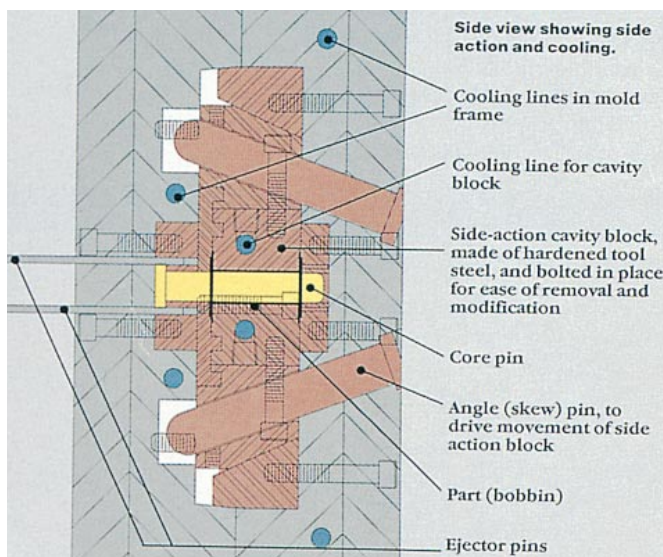 Side view showing side
action and cooling.
Cooling lines in mold
frame
Cooling line for cavity
block
Side-action cavity block,
made of hardened tool
steel, and bolted in place
for ease of removal and
modification
Core pin
Angle (skew) pin, to
drive movement of side
action block
Part (bobbin)
Ejector pins